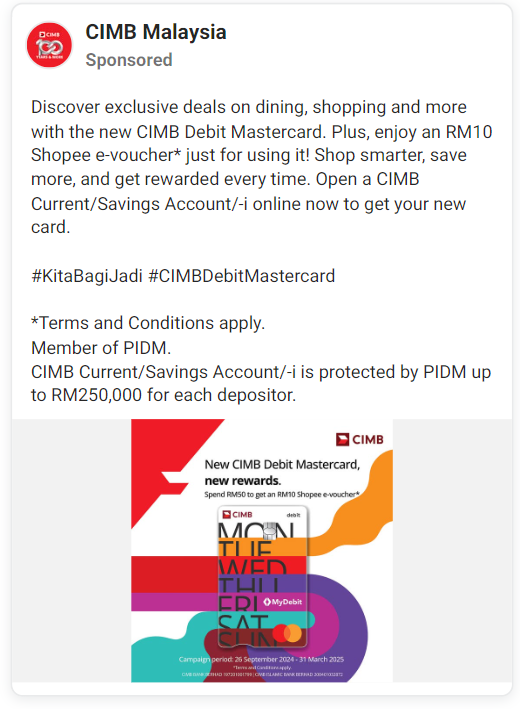 CIMB
100
YEARS & MORE
CIMB Malaysia
Sponsored
Discover exclusive deals on dining, shopping and more
with the new CIMB Debit Mastercard. Plus, enjoy an RM10
Shopee e-voucher* just for using it! Shop smarter, save
more, and get rewarded every time. Open a CIMB
Current/Savings Account/-i online now to get your new
card.
#KitaBagiJadi #CIMBDebitMastercard
*Terms and Conditions apply.
Member of PIDM.
CIMB Current/Savings Account/-i is protected by PIDM up
to RM250,000 for each depositor.
CIMB
New CIMB Debit Mastercard,
new rewards.
Spend RM50 to get an RM10 Shopee e-voucher*
CIMB debit
MON
TUE
WED
THU
FRI MyDebit
SAT
SUN
Campaign period: 26 September 2024 - 31 March 2025
*Terms and Conditions apply